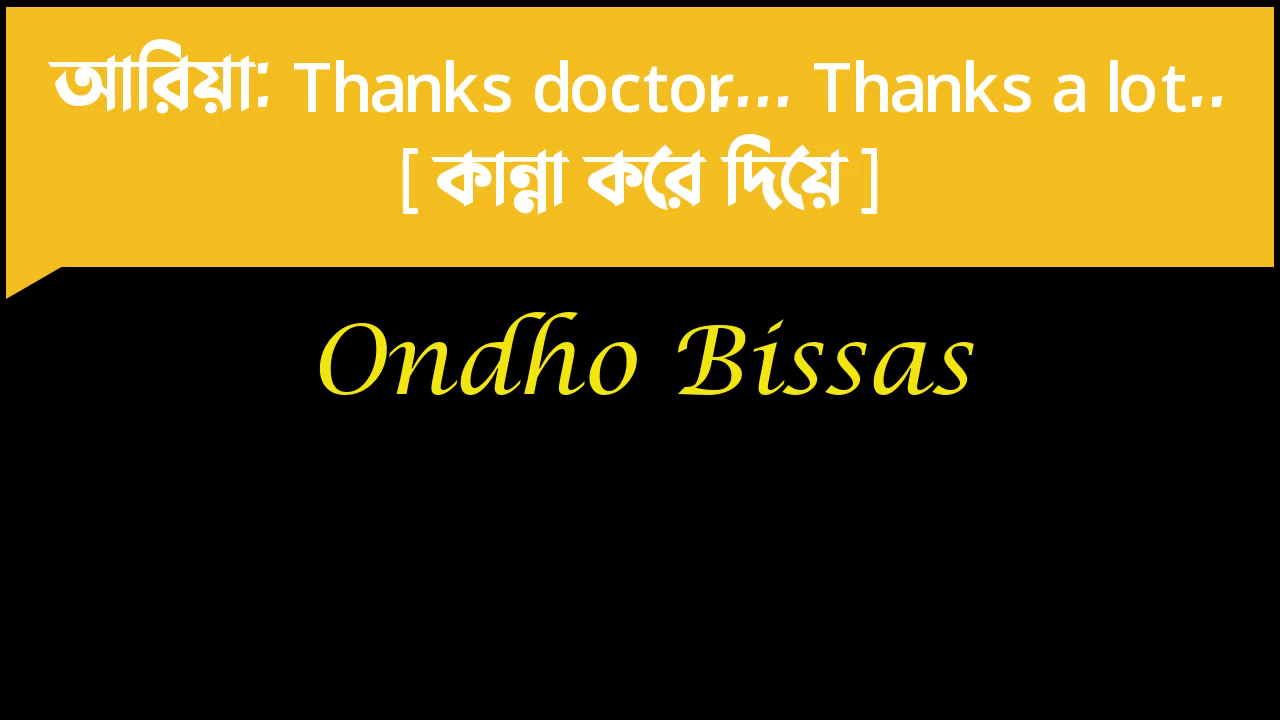 আরিয়া: Thanks doctor.... Thanks a lot..
[ কান্না করে দিয়ে ]
Ondho Bissas